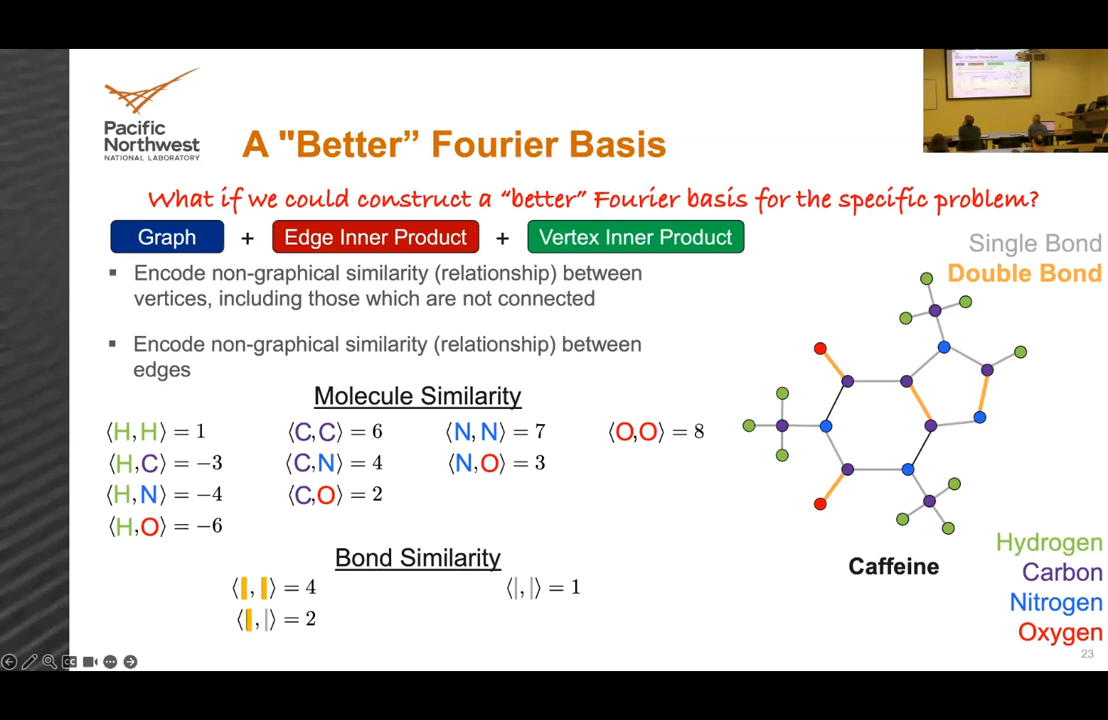 Pacific
Northwest
NATIONAL LABORATORY
A "Better” Fourier Basis
What if we could construct a “better” Fourier basis for the specific problem?
Graph + Edge Inner Product + Vertex Inner Product
▪ Encode non-graphical similarity (relationship) between
vertices, including those which are not connected
▪ Encode non-graphical similarity (relationship) between
edges
Single Bond
Double Bond
Molecule Similarity
⟨H, H⟩ = 1 ⟨C, C⟩ = 6 ⟨N, N⟩ = 7 ⟨O,O⟩ = 8
⟨H, C⟩ = −3 ⟨C, N⟩ = 4 ⟨N, O⟩ = 3
⟨H, N⟩ = −4 ⟨C,O⟩ = 2
⟨H,O⟩ = −6
Bond Similarity
⟨|, |⟩ = 4 ⟨|, |⟩ = 1
⟨|, |⟩ = 2
Caffeine
Hydrogen
Carbon
Nitrogen
Oxygen
23
CC